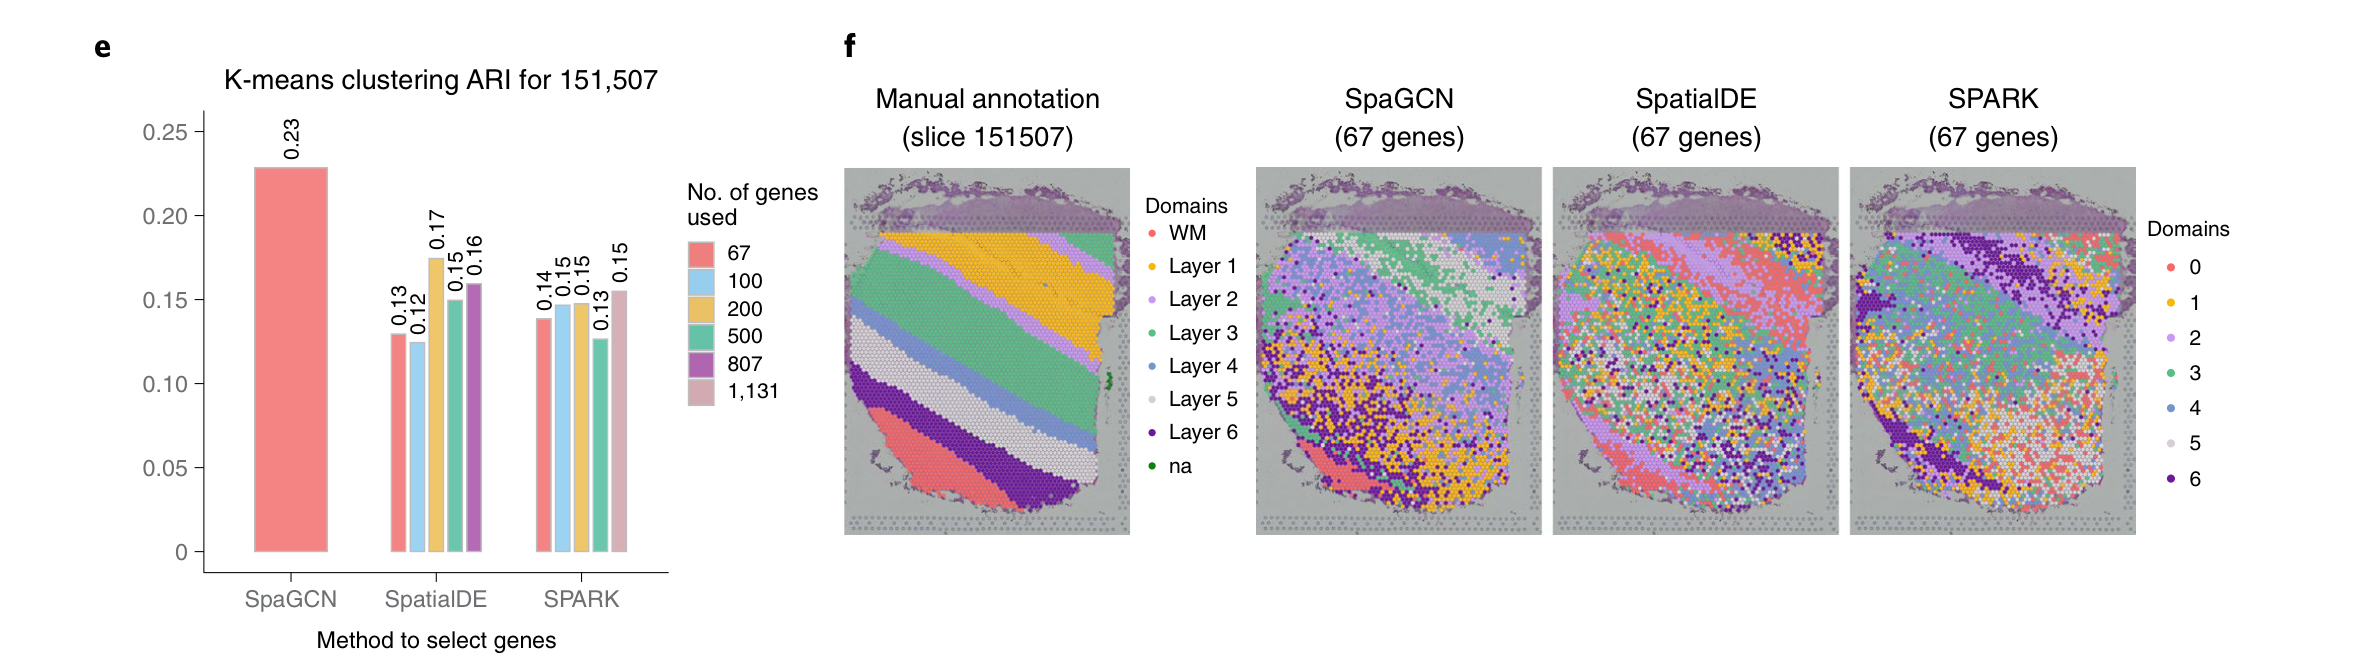 e
K-means clustering ARI for 151,507
0.25
0.20
0.15
0.10
0.05
0
0.23
0.13
0.12
0.17
0.15
0.16
0.14
0.15
0.15
0.13
0.15
SpaGCN
SpatialDE
SPARK
Method to select genes
No. of genes
used
67
100
200
500
807
1,131
f
Manual annotation
(slice 151507)
Domains
WM
Layer 1
Layer 2
Layer 3
Layer 4
Layer 5
Layer 6
na
SpaGCN
(67 genes)
SpatialDE
(67 genes)
SPARK
(67 genes)
Domains
0
1
2
3
4
5
6